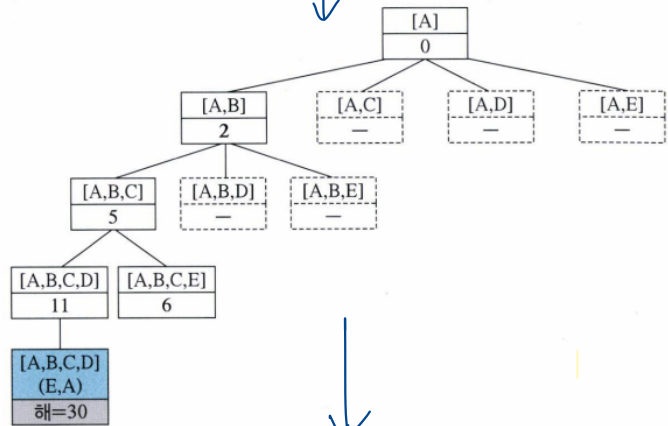 [A]
0
[A,B]
2
[A,C]
—
[A,D]
—
[A,E]
—
[A,B,C]
5
[A,B,D]
—
[A,B,E]
—
[A,B,C,D]
11
[A,B,C,E]
6
[A,B,C,D]
(E,A)
해=30